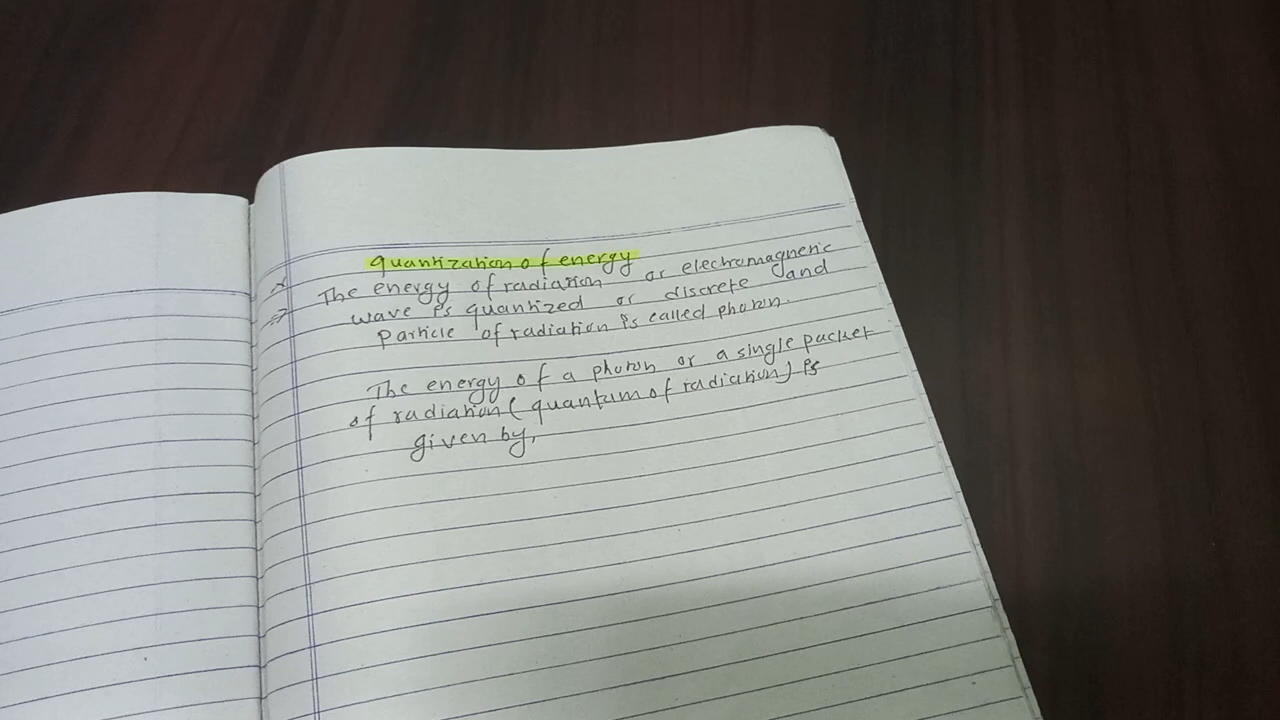 quantization of energy
The energy of radiation or electromagnetic
wave is quantized or discrete and
particle of radiation is called photon.
The energy of a photon or a single packet
of radiation (quantum of radiation) is
given by,